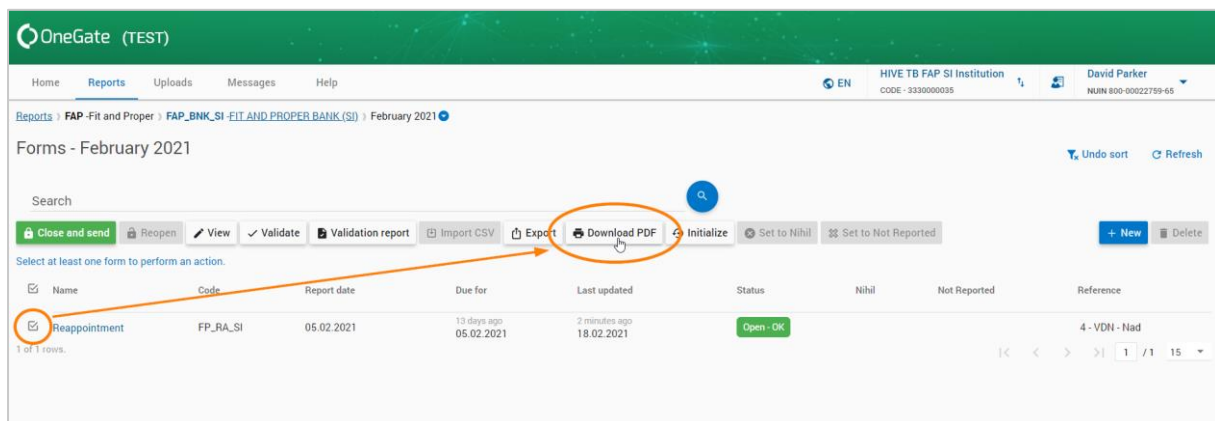 OneGate (TEST)
Home Reports Uploads Messages Help EN HIVE TB FAP SI Institution CODE - 3330000035 David Parker NUIN 800-00022759-65
Reports FAP -Fit and Proper FAP_BNK_SI -FIT AND PROPER BANK (SI) February 2021
Forms - February 2021
Undo sort Refresh
Search
Close and send Reopen View Validate Validation report Import CSV Export Download PDF Initialize Set to Nihil Set to Not Reported + New Delete
Select at least one form to perform an action.
Name Code Report date Due for Last updated Status Nihil Not Reported Reference
13 days ago 2 minutes ago
Reappointment FP_RA_SI 05.02.2021 05.02.2021 18.02.2021 Open - OK 4 - VDN - Nad
1 of 1 rows. 1 / 1 15